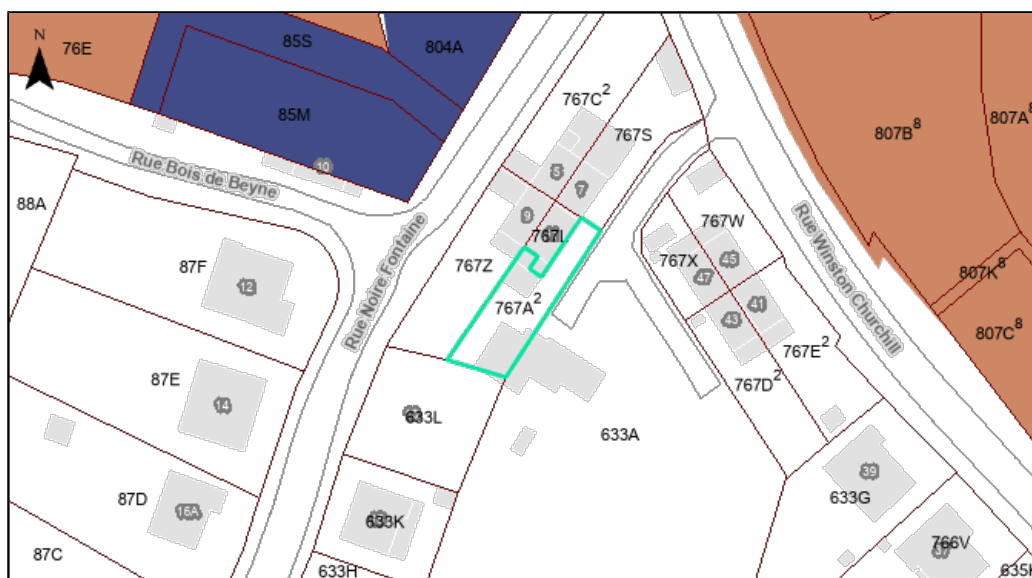 N
76E
85S
804A
85M
Rue Bois de Beyne
10
88A
87F
12
Rue Noire Fontaine
767C²
767S
5
7
9
767L
767Z
767A²
767W
767X
45
47
41
43
767E²
767D²
Rue Winston Churchill
807B⁸
807A⁸
807K⁸
807C⁸
87E
14
633L
633A
87D
16A
633K
633H
87C
39
633G
766V
37